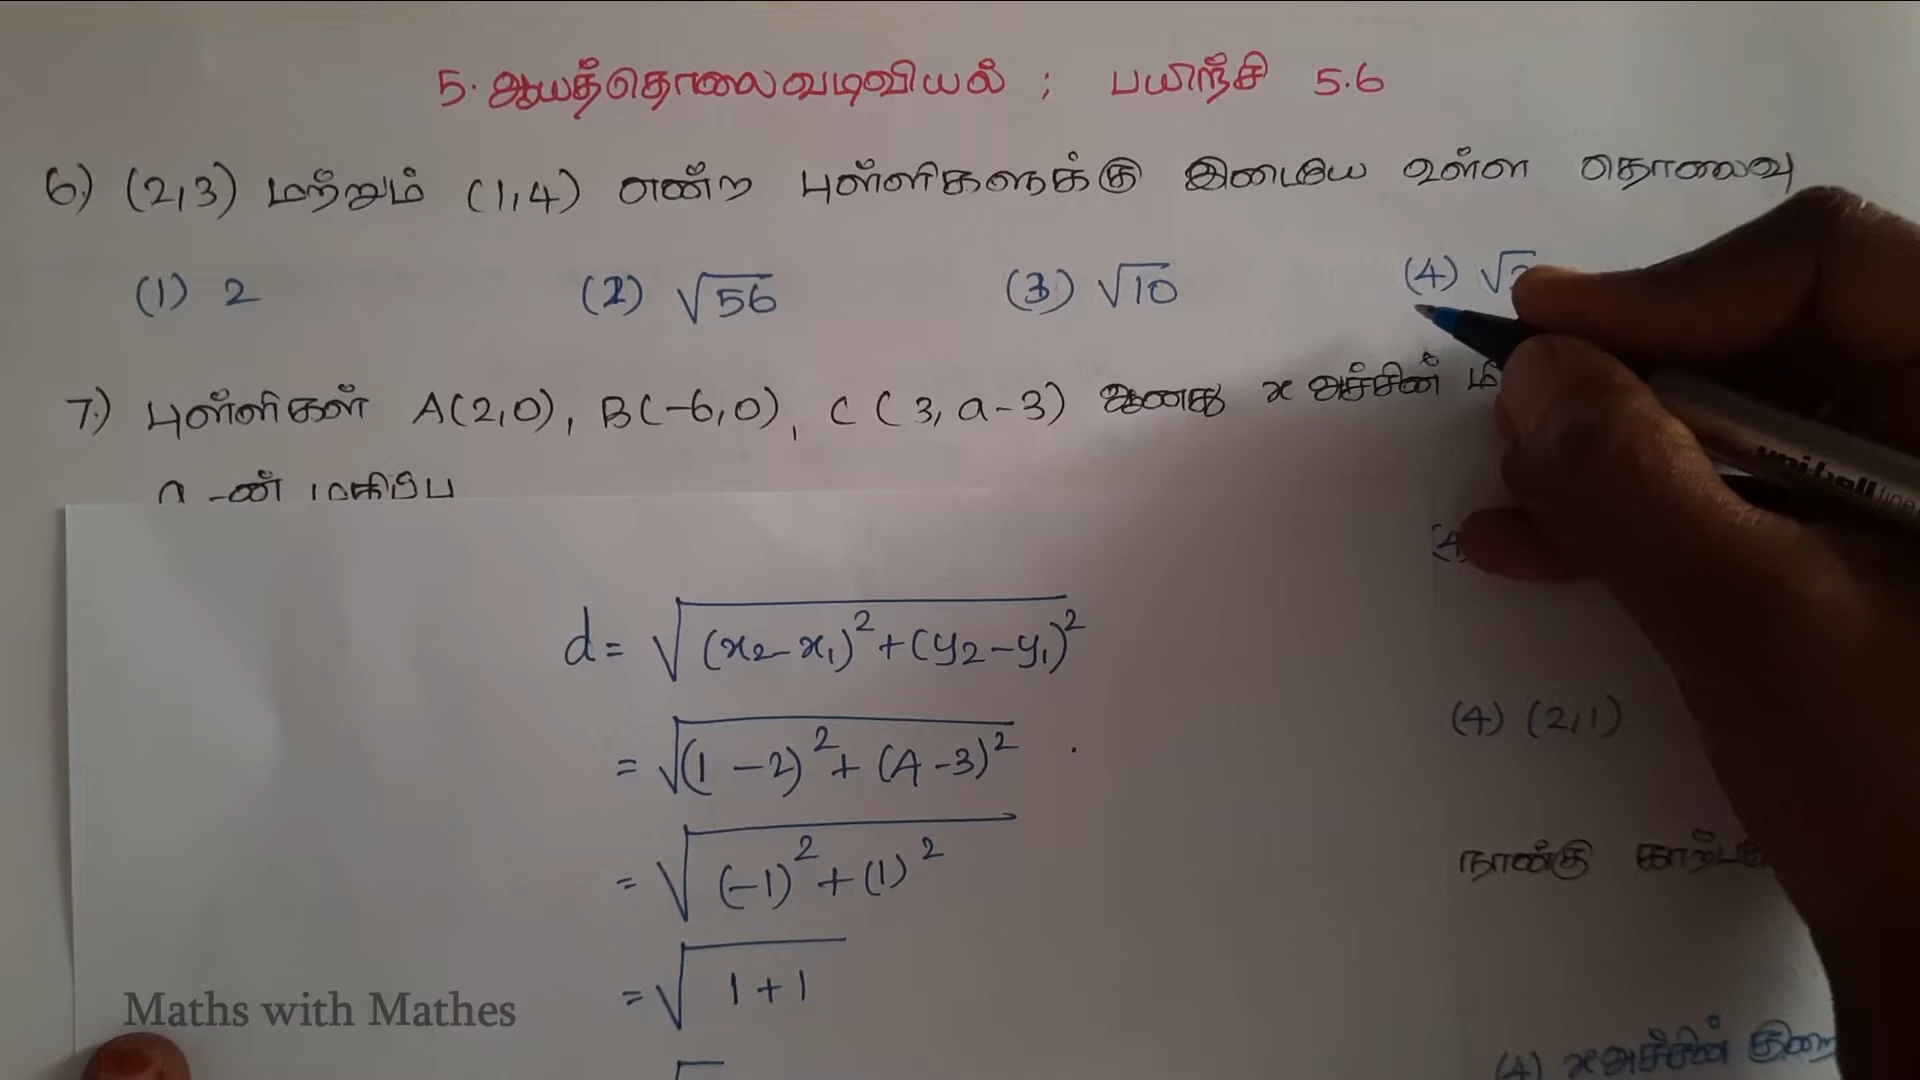 5. ஆயத்தொலைவடிவியல் ; பயிற்சி 5.6
6) (2,3) மற்றும் (1,4) என்ற புள்ளிகளுக்கு இடையே உள்ள தொலைவு
(1) 2 (2) √56 (3) √10 (4)
7) புள்ளிகள் A(2,0), B(-6,0), C (3, a-3) ஆனது x அச்சின்
a -ன் மதிப்பு
d = √(x₂-x₁)²+(y₂-y₁)²
= √(1-2)²+(4-3)²
(4) (2,1)
= √(-1)²+(1)²
நான்கு
= √1+1
Maths with Mathes
uni-ball
(4) x அச்சின்